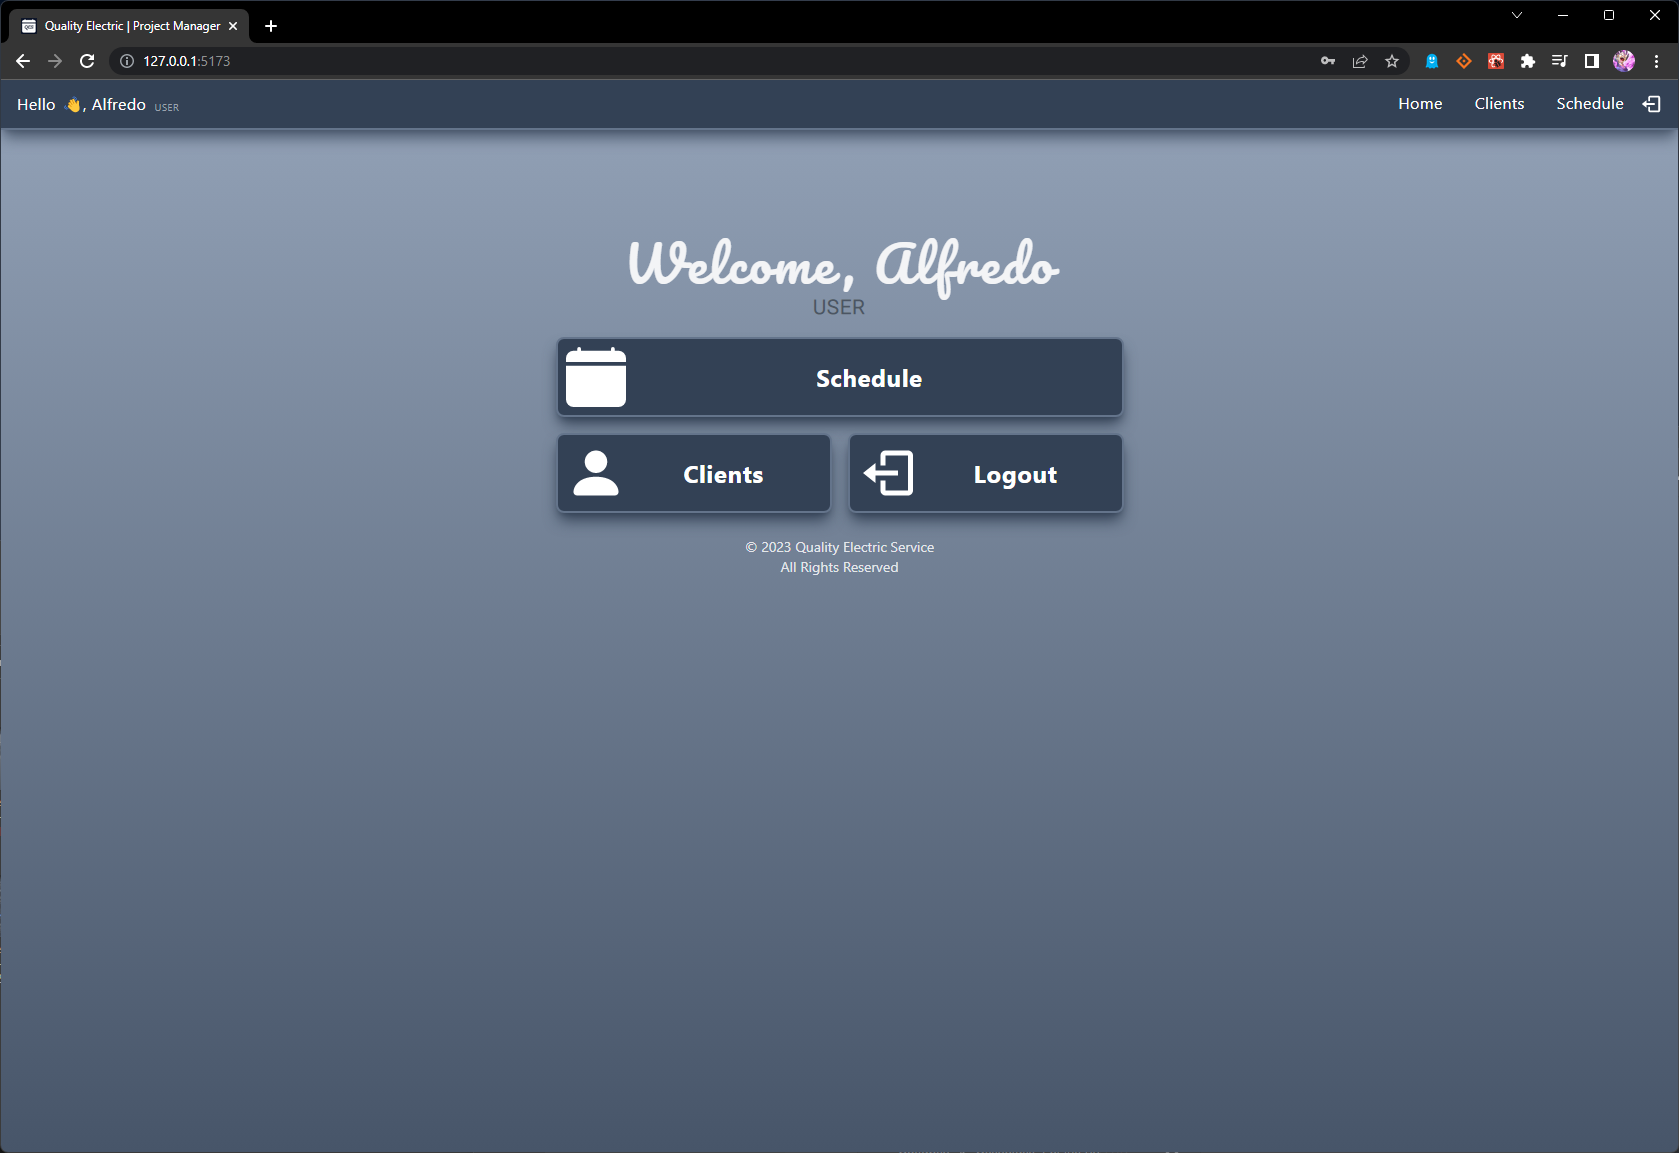 Quality Electric | Project Manager
127.0.0.1:5173
Hello 👋, Alfredo USER
Home Clients Schedule
Welcome, Alfredo
USER
Schedule
Clients Logout
© 2023 Quality Electric Service
All Rights Reserved